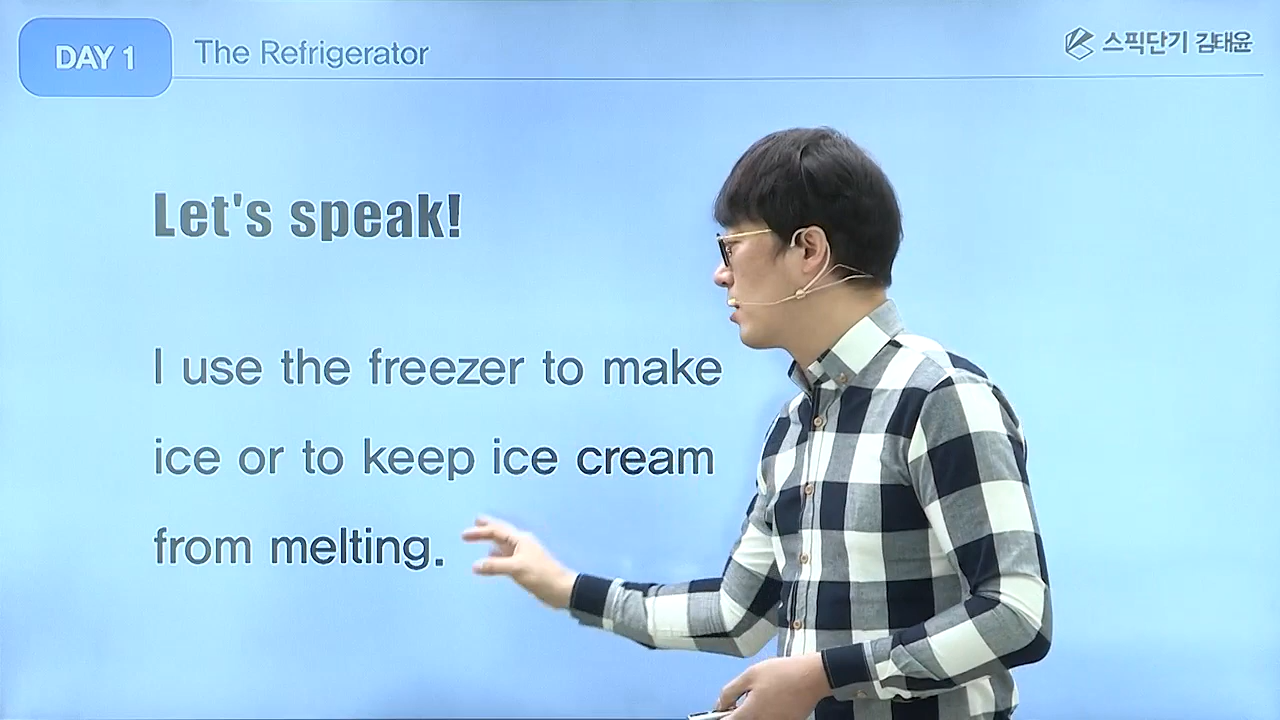 DAY 1
The Refrigerator
스픽단기 김태윤
Let's speak!
I use the freezer to make
ice or to keep ice cream
from melting.